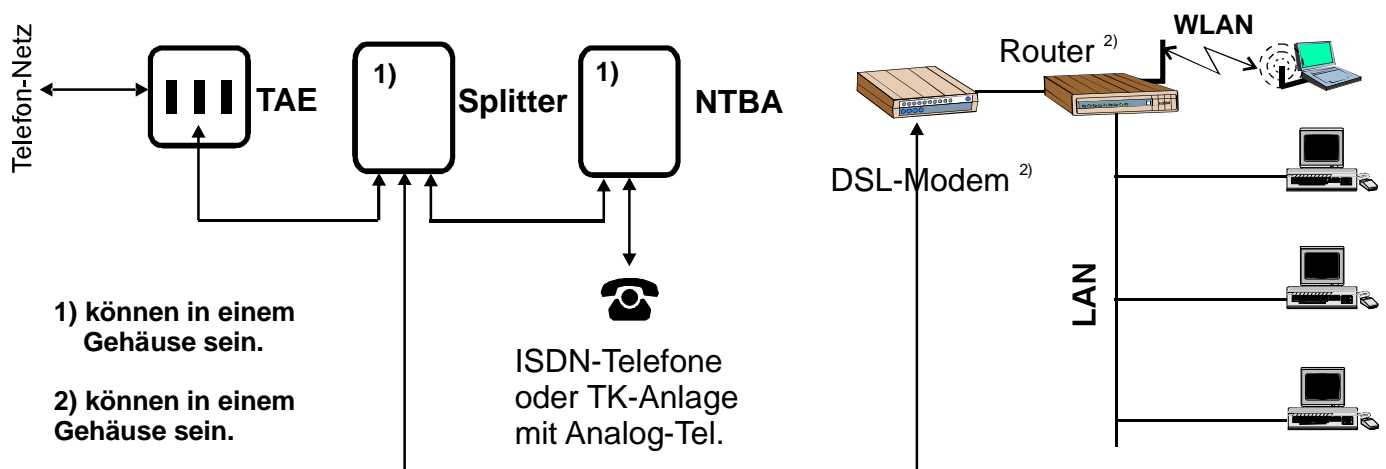 Telefon-Netz
TAE
1)
Splitter
1)
NTBA
Router 2)
WLAN
DSL-Modem 2)
LAN
1) können in einem
Gehäuse sein.
2) können in einem
Gehäuse sein.
ISDN-Telefone
oder TK-Anlage
mit Analog-Tel.